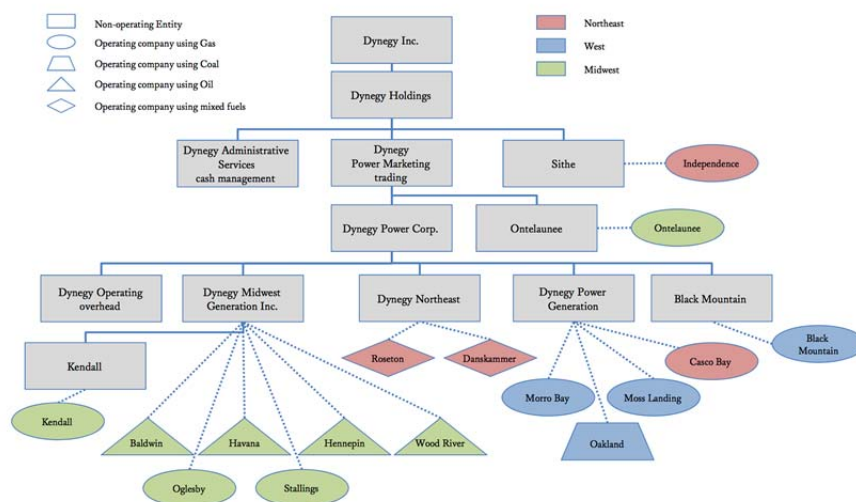 Non-operating Entity
Operating company using Gas
Operating company using Coal
Operating company using Oil
Operating company using mixed fuels
Northeast
West
Midwest
Dynegy Inc.
Dynegy Holdings
Dynegy Administrative
Services
cash management
Dynegy
Power Marketing
trading
Sithe
Independence
Dynegy Power Corp.
Ontelaunee
Ontelaunee
Dynegy Operating
overhead
Dynegy Midwest
Generation Inc.
Dynegy Northeast
Dynegy Power
Generation
Black Mountain
Kendall
Roseton
Danskammer
Casco Bay
Black
Mountain
Kendall
Morro Bay
Moss Landing
Baldwin
Havana
Hennepin
Wood River
Oakland
Oglesby
Stallings